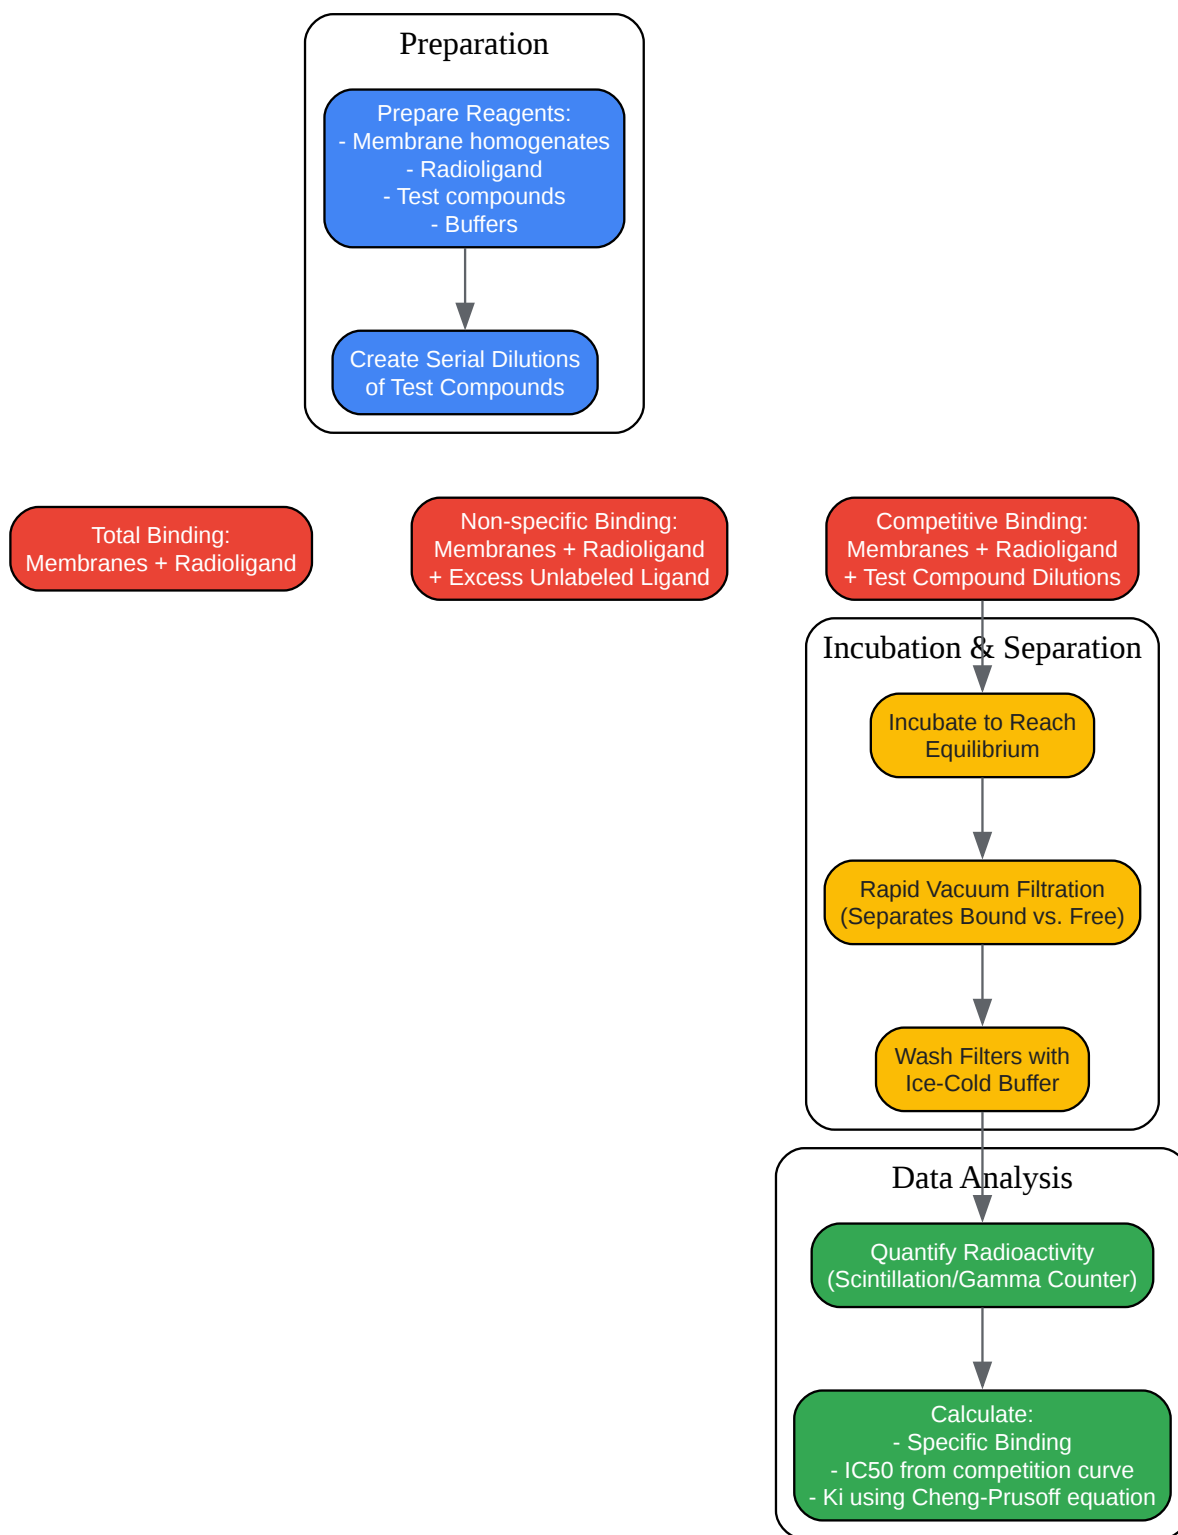 Preparation
Prepare Reagents:
- Membrane homogenates
- Radioligand
- Test compounds
- Buffers
Create Serial Dilutions
of Test Compounds
Total Binding:
Membranes + Radioligand
Non-specific Binding:
Membranes + Radioligand
+ Excess Unlabeled Ligand
Competitive Binding:
Membranes + Radioligand
+ Test Compound Dilutions
Incubation & Separation
Incubate to Reach
Equilibrium
Rapid Vacuum Filtration
(Separates Bound vs. Free)
Wash Filters with
Ice-Cold Buffer
Data Analysis
Quantify Radioactivity
(Scintillation/Gamma Counter)
Calculate:
- Specific Binding
- IC50 from competition curve
- Ki using Cheng-Prusoff equation